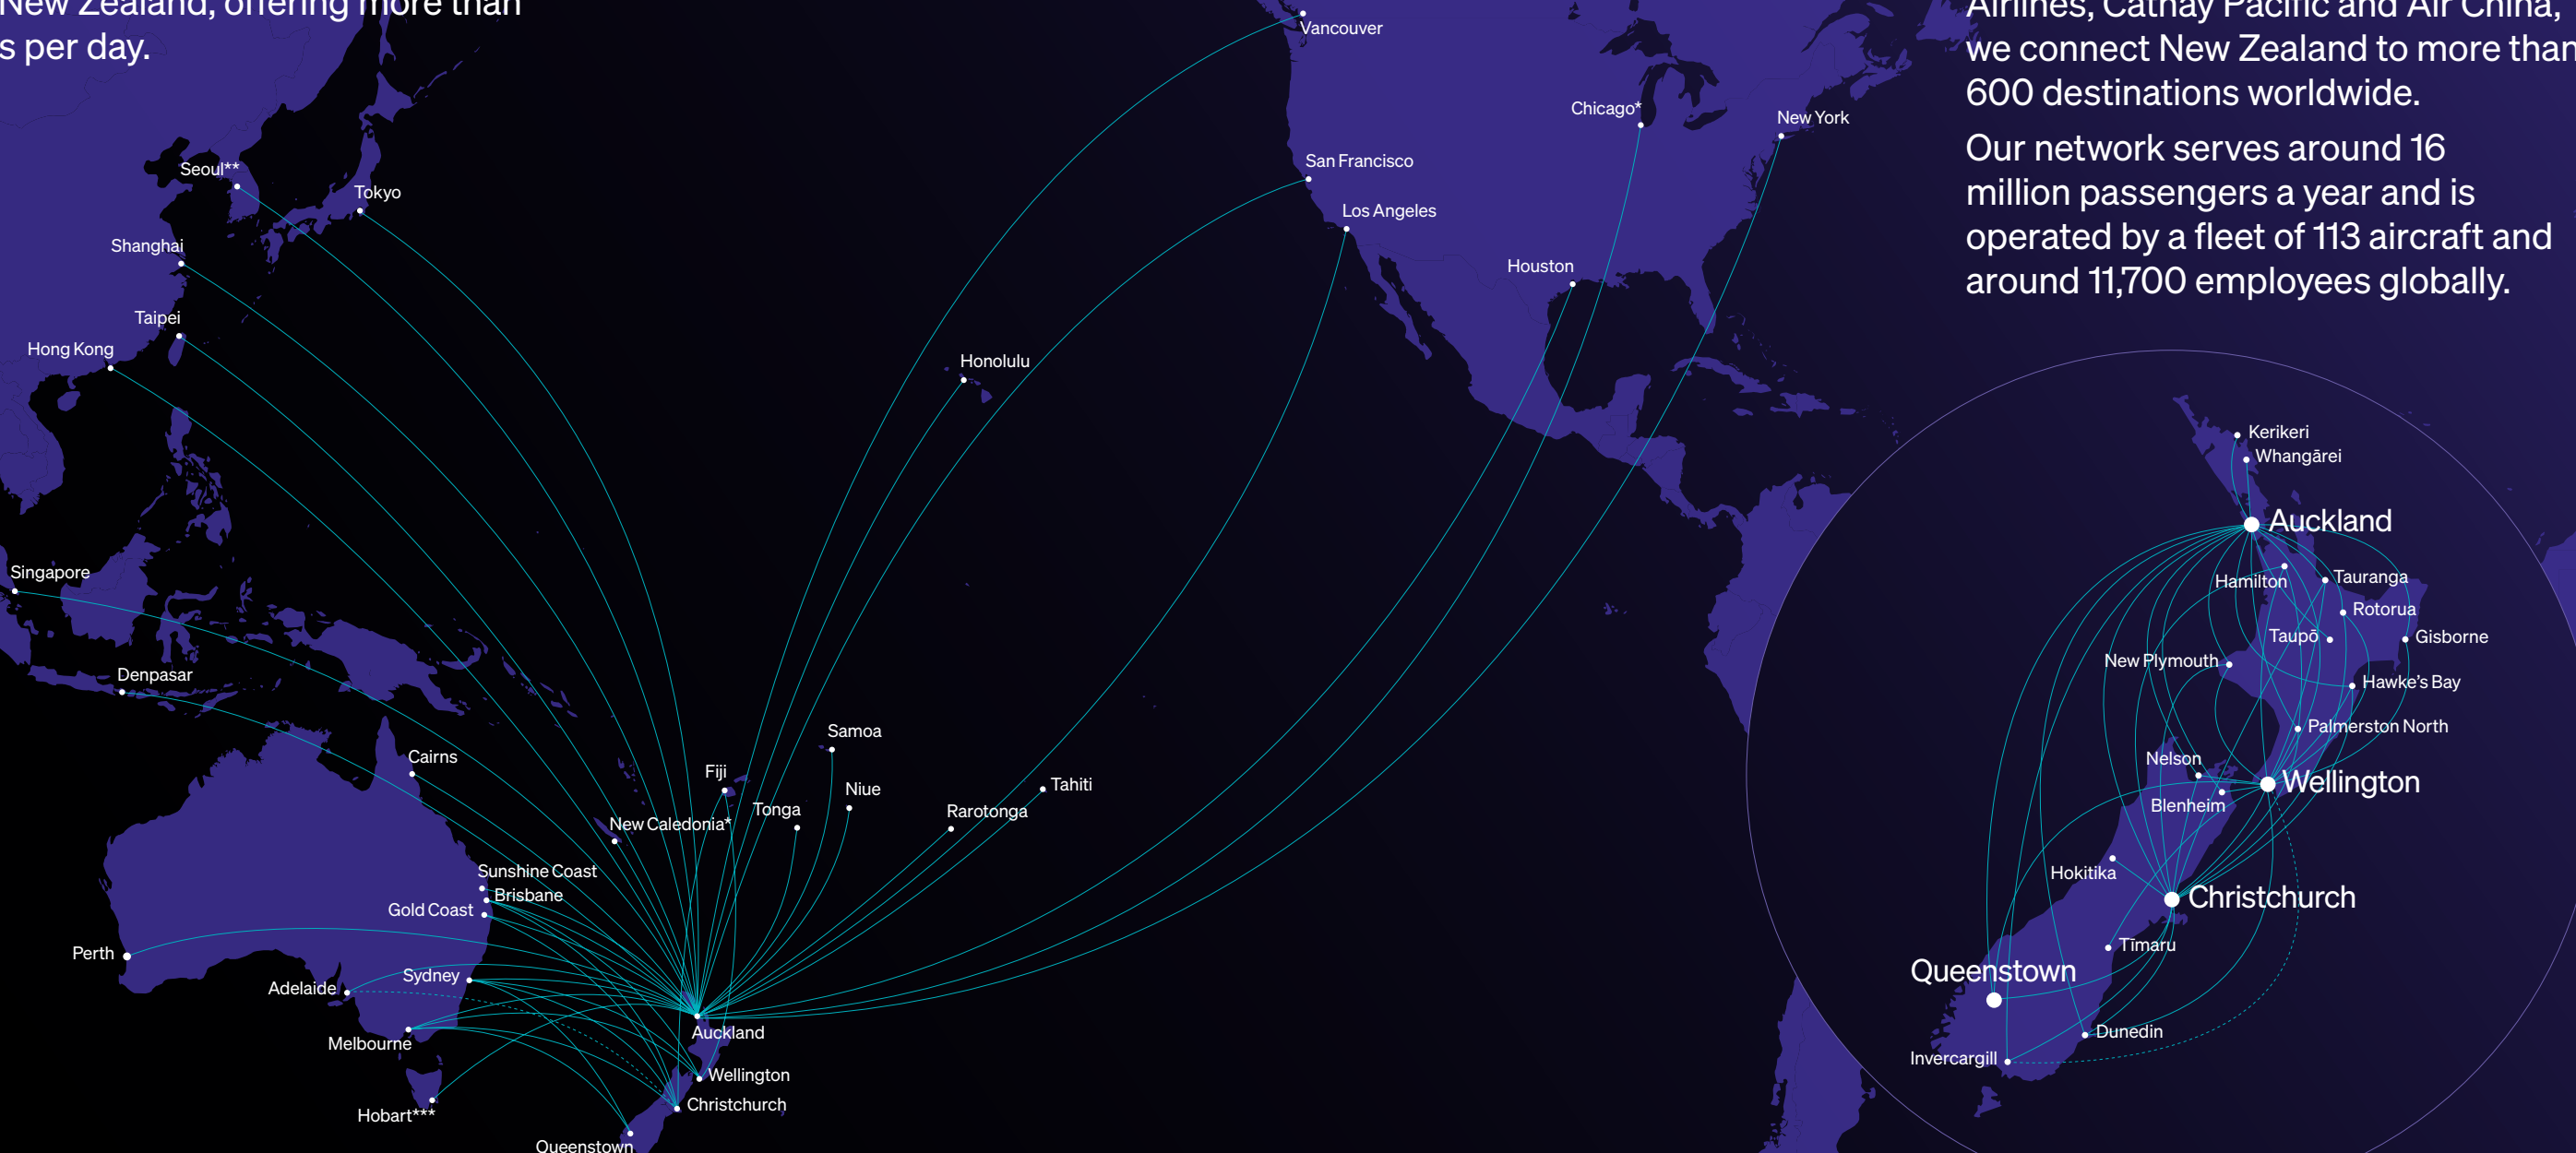 New Zealand, offering more than
s per day.
Airlines, Cathay Pacific and Air China,
we connect New Zealand to more than
600 destinations worldwide.
Our network serves around 16
million passengers a year and is
operated by a fleet of 113 aircraft and
around 11,700 employees globally.
Vancouver
Chicago*
New York
San Francisco
Los Angeles
Houston
Seoul**
Tokyo
Shanghai
Taipei
Hong Kong
Honolulu
Singapore
Denpasar
Cairns
Samoa
Fiji
Niue
Tahiti
Tonga
Rarotonga
New Caledonia*
Sunshine Coast
Brisbane
Gold Coast
Perth
Sydney
Adelaide
Melbourne
Hobart***
Auckland
Wellington
Christchurch
Queenstown
Kerikeri
Whangārei
Auckland
Hamilton
Tauranga
Rotorua
Taupō
Gisborne
New Plymouth
Hawke's Bay
Palmerston North
Nelson
Wellington
Blenheim
Hokitika
Christchurch
Tīmaru
Queenstown
Dunedin
Invercargill